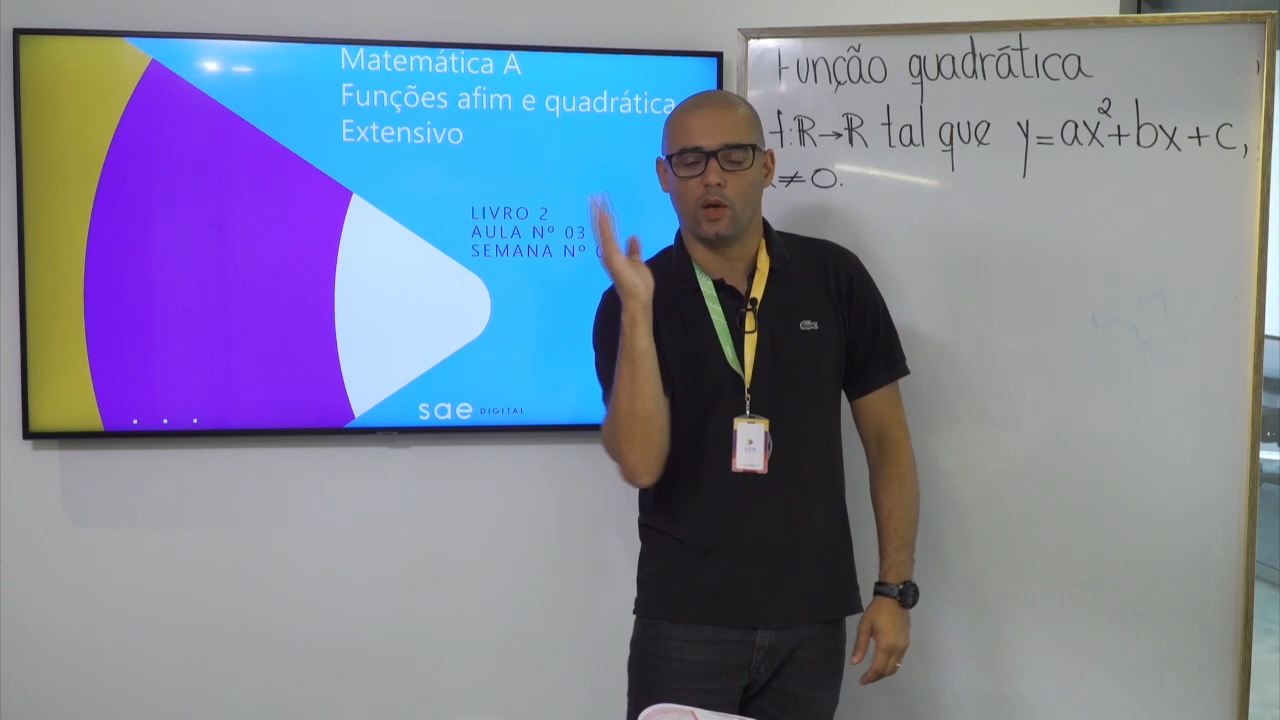 Matemática A
Funções afim e quadrática
Extensivo
LIVRO 2
AULA Nº 03
SEMANA Nº
sae DIGITAL
Função quadrática
f:R→R tal que y=ax²+bx+c,
≠0.